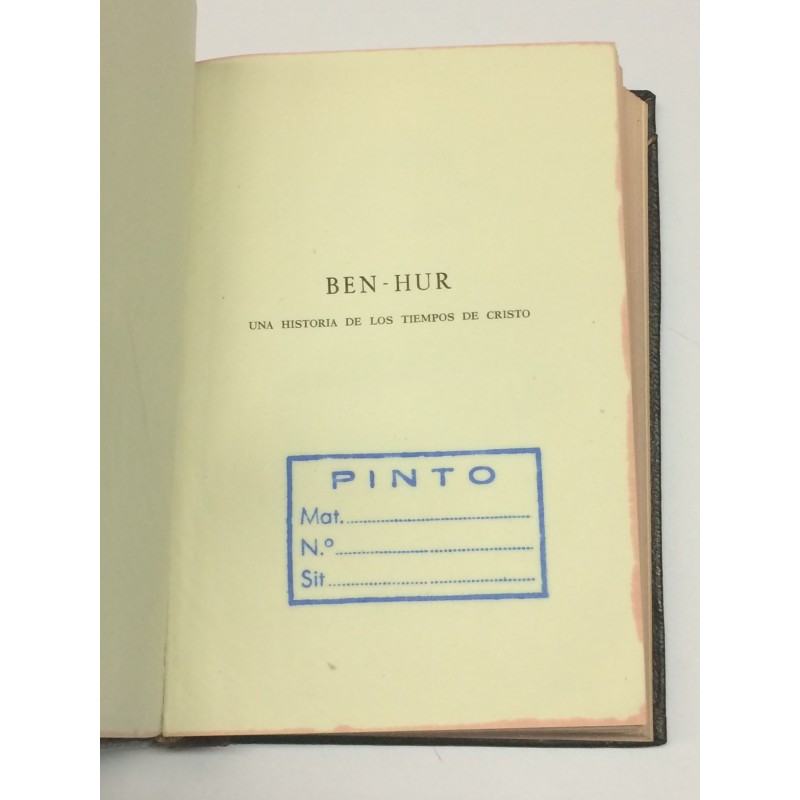 BEN-HUR
UNA HISTORIA DE LOS TIEMPOS DE CRISTO
PINTO
Mat.
N.º
Sit